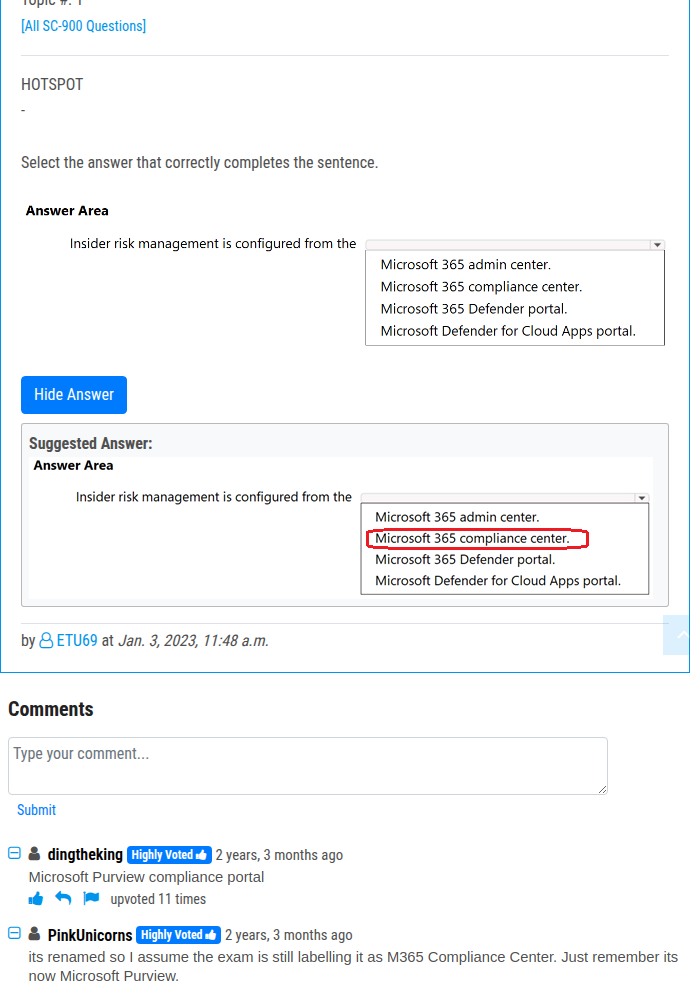 Topic #: 1
[All SC-900 Questions]
HOTSPOT
-
Select the answer that correctly completes the sentence.
Answer Area
Insider risk management is configured from the
Microsoft 365 admin center.
Microsoft 365 compliance center.
Microsoft 365 Defender portal.
Microsoft Defender for Cloud Apps portal.
Hide Answer
Suggested Answer:
Answer Area
Insider risk management is configured from the
Microsoft 365 admin center.
Microsoft 365 compliance center.
Microsoft 365 Defender portal.
Microsoft Defender for Cloud Apps portal.
by ETU69 at Jan. 3, 2023, 11:48 a.m.
Comments
Type your comment...
Submit
dingtheking Highly Voted 2 years, 3 months ago
Microsoft Purview compliance portal
upvoted 11 times
PinkUnicorns Highly Voted 2 years, 3 months ago
its renamed so I assume the exam is still labelling it as M365 Compliance Center. Just remember its
now Microsoft Purview.